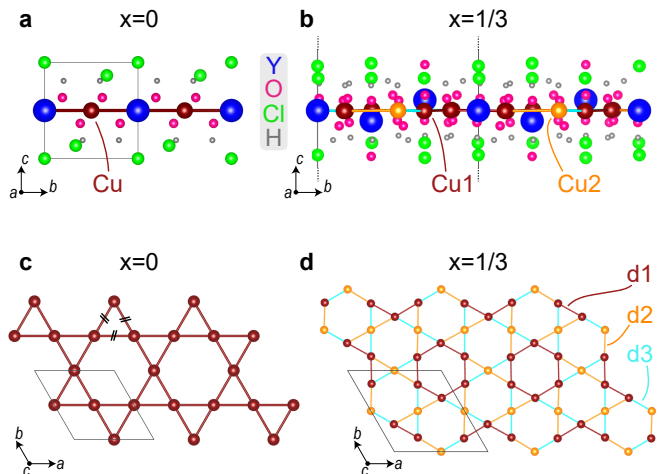 a x=0
b x=1/3
Y
O
Cl
H
Cu
Cu1
Cu2
c
a b
c
a b
c x=0
d x=1/3
d1
d2
d3
b
c a
b
c a